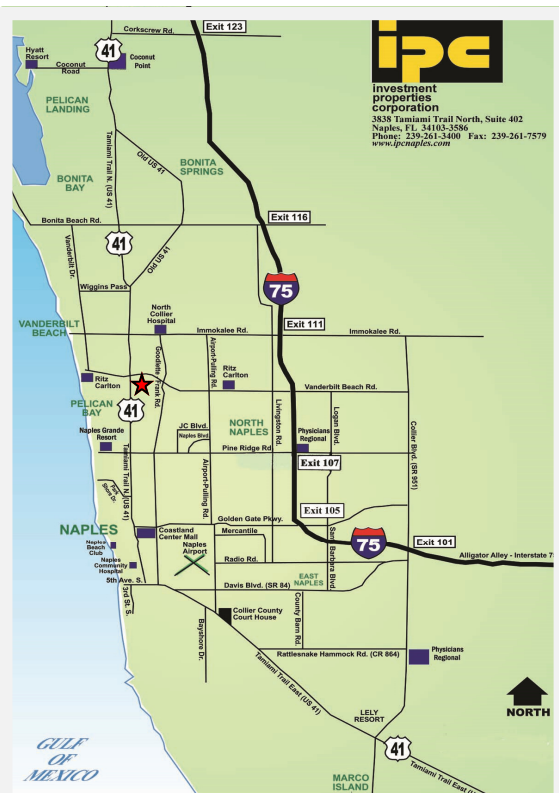 Corkscrew Rd.
Exit 123
ipc
investment
properties
corporation
3838 Tamiami Trail North, Suite 402
Naples, FL 34103-3586
Phone: 239-261-3400 Fax: 239-261-7579
www.ipcnaples.com
41
Hyatt
Resort
Coconut
Point
Coconut
Road
PELICAN
LANDING
Tamiami Trail N. (US 41)
Old US 41
BONITA
SPRINGS
BONITA
BAY
Bonita Beach Rd.
Exit 116
41
Vanderbilt Dr.
Old US 41
Wiggins Pass
75
North
Collier
Hospital
VANDERBILT
BEACH
Immokalee Rd.
Exit 111
Immokalee Rd.
Goodlette Frank Rd.
Airport-Pulling Rd.
Ritz
Carlton
Ritz
Carlton
Vanderbilt Beach Rd.
PELICAN
BAY
41
Livingston Rd.
Logan Blvd.
Collier Blvd. (SR 951)
Naples Grande
Resort
JC Blvd.
Naples Blvd.
NORTH
NAPLES
Physicians
Regional
Pine Ridge Rd.
Exit 107
Tamiami Trail N. (US 41)
Airport-Pulling Rd.
Park
Shore Dr.
Exit 105
Golden Gate Pkwy.
NAPLES
Coastland
Center Mall
Mercantile
Naples
Airport
Santa Barbara Blvd.
75
Exit 101
Naples
Beach
Club
Alligator Alley - Interstate 7
Naples
Community
Hospital
Radio Rd.
5th Ave. S.
Davis Blvd. (SR 84)
EAST
NAPLES
3rd St. S.
Bayshore Dr.
Collier County
Court House
County Barn Rd.
Rattlesnake Hammock Rd. (CR 864)
Physicians
Regional
Tamiami Trail East (US 41)
LELY
RESORT
NORTH
GULF
OF
MEXICO
41
MARCO
ISLAND
Tamiami Trail East (U